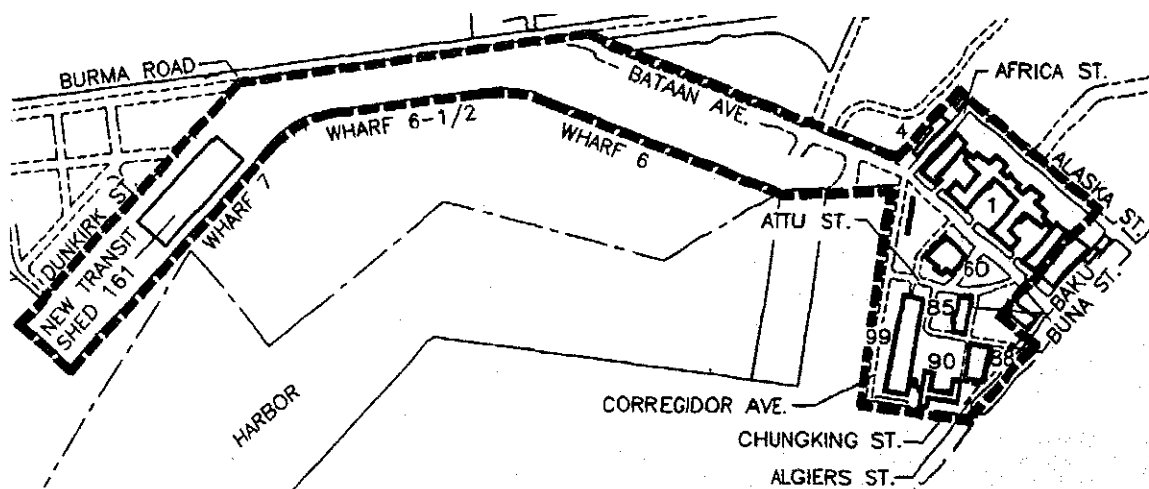 BURMA ROAD
BATAAN AVE.
AFRICA ST.
4
WHARF 6-1/2
WHARF 6
ALASKA ST.
1
DUNKIRK ST.
WHARF 7
NEW TRANSIT
SHED 161
ATTU ST.
60
BAKU
BUNA ST.
85
99
90
88
HARBOR
CORREGIDOR AVE.
CHUNGKING ST.
ALGIERS ST.